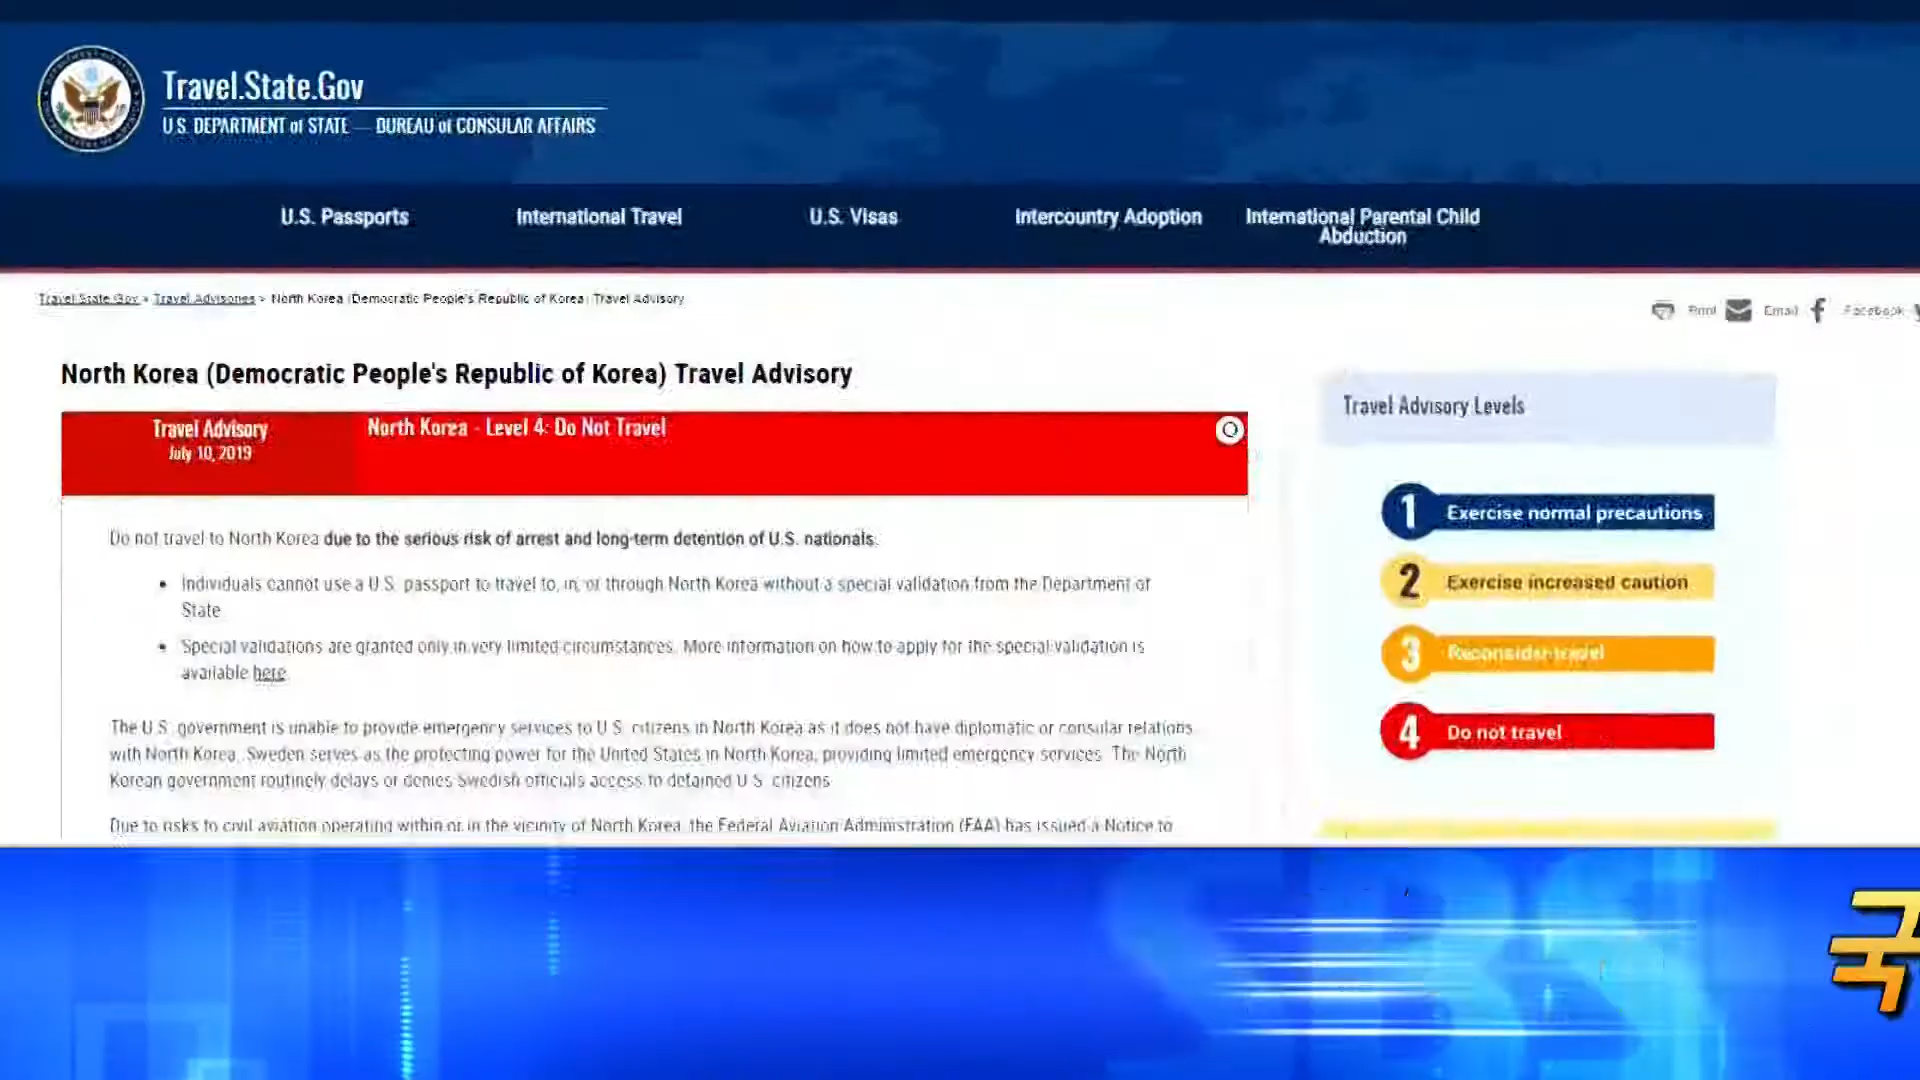 Travel.State.Gov
U.S. DEPARTMENT of STATE — BUREAU of CONSULAR AFFAIRS
U.S. Passports
International Travel
U.S. Visas
Intercountry Adoption
International Parental Child
Abduction
Travel.State.Gov > Travel Advisories > North Korea (Democratic People's Republic of Korea) Travel Advisory
Print Email Facebook
North Korea (Democratic People's Republic of Korea) Travel Advisory
Travel Advisory
July 10, 2019
North Korea - Level 4: Do Not Travel
Do not travel to North Korea due to the serious risk of arrest and long-term detention of U.S. nationals.
• Individuals cannot use a U.S. passport to travel to, in, or through North Korea without a special validation from the Department of
State.
• Special validations are granted only in very limited circumstances. More information on how to apply for the special validation is
available here.
The U.S. government is unable to provide emergency services to U.S. citizens in North Korea as it does not have diplomatic or consular relations
with North Korea. Sweden serves as the protecting power for the United States in North Korea, providing limited emergency services. The North
Korean government routinely delays or denies Swedish officials access to detained U.S. citizens.
Due to risks to civil aviation operating within or in the vicinity of North Korea, the Federal Aviation Administration (FAA) has issued a Notice to
Travel Advisory Levels
1 Exercise normal precautions
2 Exercise increased caution
3 Reconsider travel
4 Do not travel